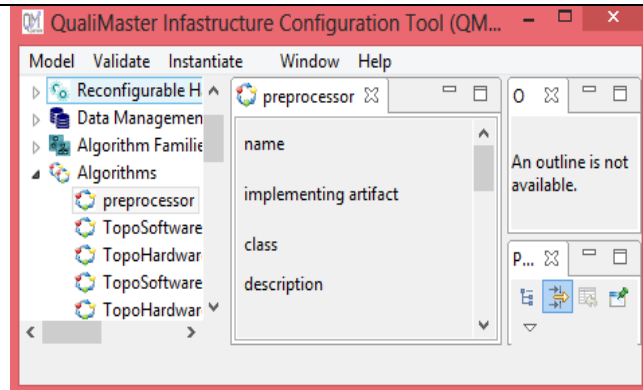 QualiMaster Infastructure Configuration Tool (QM...
Model Validate Instantiate Window Help
Reconfigurable H
Data Managemen
Algorithm Familie
Algorithms
preprocessor
TopoSoftware
TopoHardwar
TopoSoftware
TopoHardwar
preprocessor
name
implementing artifact
class
description
O
An outline is not
available.
P...